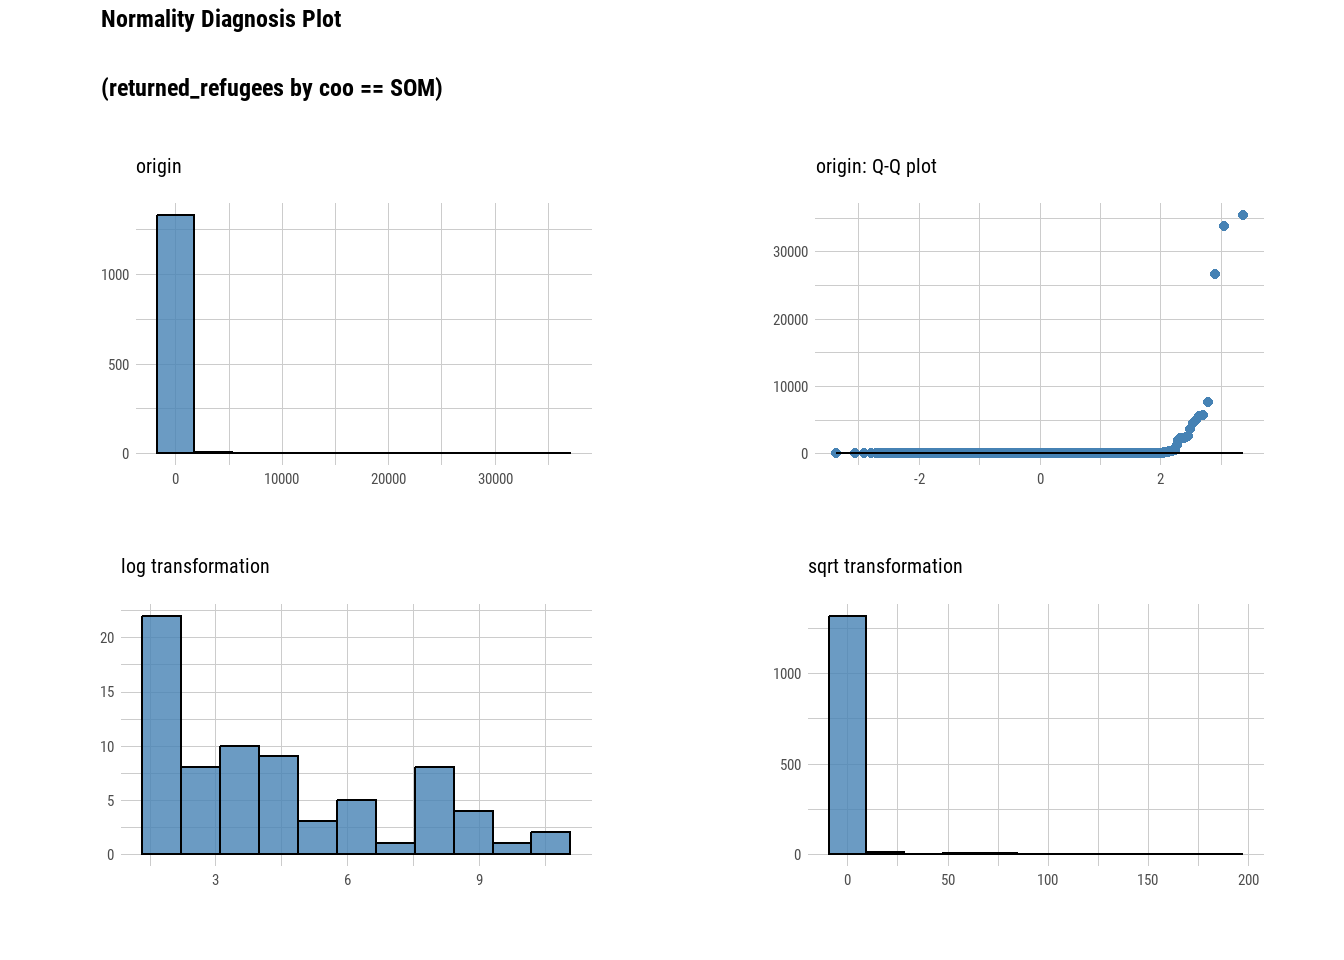 Normality Diagnosis Plot
(returned_refugees by coo == SOM)
origin
1000
500
0
0 10000 20000 30000
origin: Q-Q plot
30000
20000
10000
0
-2 0 2
log transformation
20
15
10
5
0
3 6 9
sqrt transformation
1000
500
0
0 50 100 150 200